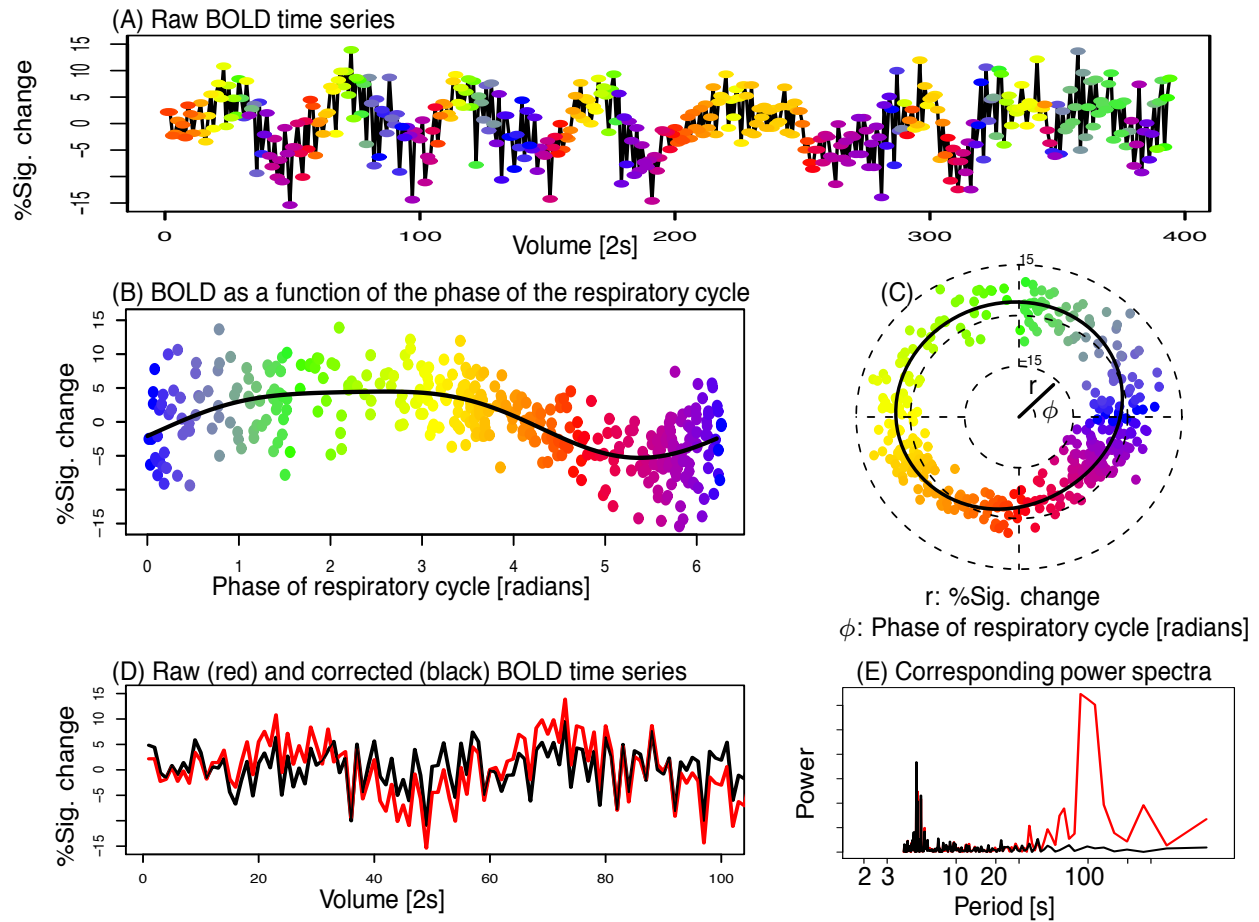 (A) Raw BOLD time series
%Sig. change
15
10
5
0
−5
−15
0
100
200
300
400
Volume [2s]
(B) BOLD as a function of the phase of the respiratory cycle
%Sig. change
15
10
5
0
−5
−15
0
1
2
3
4
5
6
Phase of respiratory cycle [radians]
(C)
15
−15
r
ϕ
r: %Sig. change
ϕ: Phase of respiratory cycle [radians]
(D) Raw (red) and corrected (black) BOLD time series
%Sig. change
15
10
5
0
−5
−15
0
20
40
60
80
100
Volume [2s]
(E) Corresponding power spectra
Power
2
3
10
20
100
Period [s]